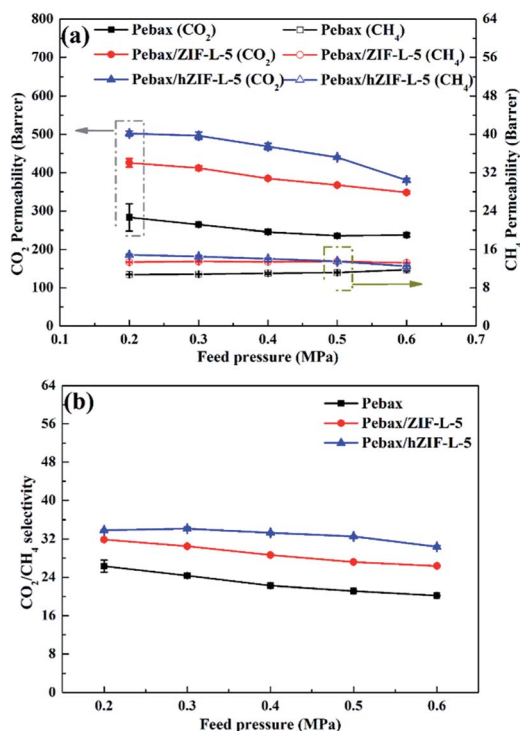 (a)
Pebax (CO₂) Pebax (CH₄)
Pebax/ZIF-L-5 (CO₂) Pebax/ZIF-L-5 (CH₄)
Pebax/hZIF-L-5 (CO₂) Pebax/hZIF-L-5 (CH₄)
CO₂ Permeability (Barrer)
800
700
600
500
400
300
200
100
0
64
56
48
40
32
24
16
8
0
CH₄ Permeability (Barrer)
0.1 0.2 0.3 0.4 0.5 0.6 0.7
Feed pressure (MPa)
(b)
Pebax
Pebax/ZIF-L-5
Pebax/hZIF-L-5
CO₂/CH₄ selectivity
64
56
48
40
32
24
16
8
0
0.2 0.3 0.4 0.5 0.6
Feed pressure (MPa)